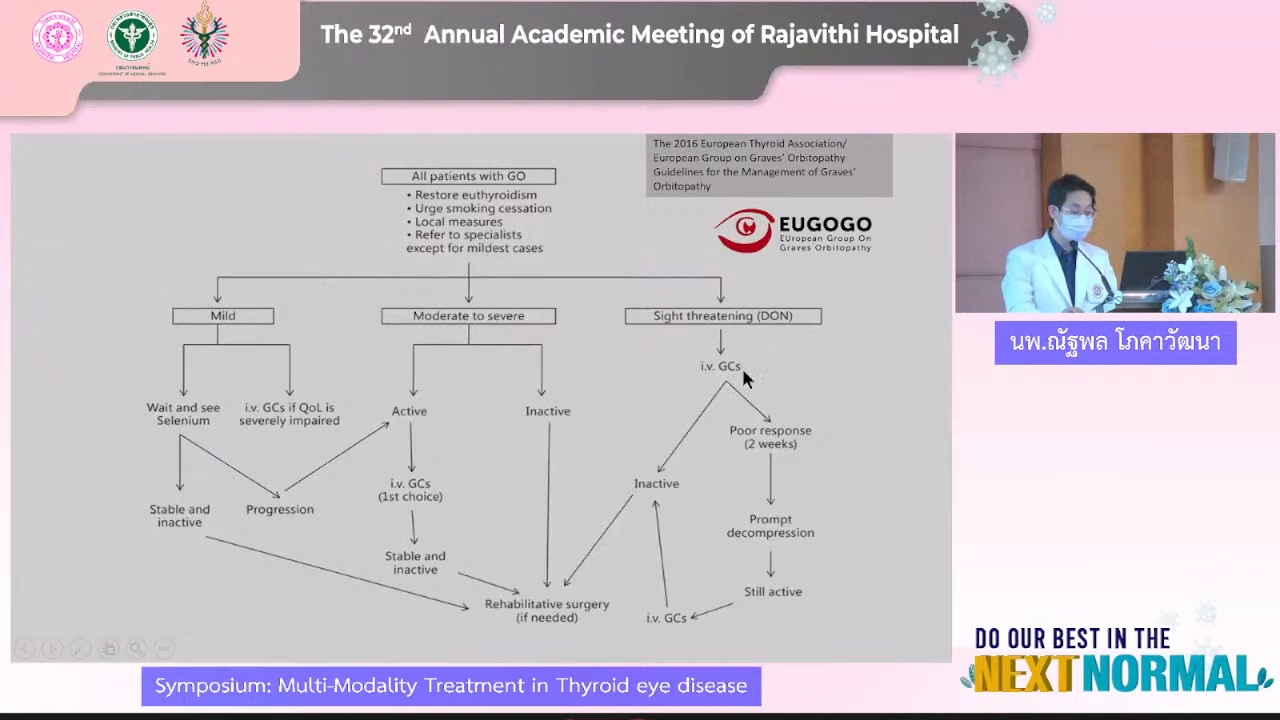 The 32nd Annual Academic Meeting of Rajavithi Hospital
The 2016 European Thyroid Association/
European Group on Graves' Orbitopathy
Guidelines for the Management of Graves'
Orbitopathy
EUGOGO
EUropean Group On
Graves Orbitopathy
All patients with GO
• Restore euthyroidism
• Urge smoking cessation
• Local measures
• Refer to specialists
except for mildest cases
Mild
Moderate to severe
Sight threatening (DON)
Wait and see
Selenium
i.v. GCs if QoL is
severely impaired
Active
Inactive
i.v. GCs
Poor response
(2 weeks)
i.v. GCs
(1st choice)
Inactive
Stable and
inactive
Progression
Prompt
decompression
Stable and
inactive
Still active
Rehabilitative surgery
(if needed)
i.v. GCs
นพ.ณัฐพล โภคาวัฒนา
Symposium: Multi-Modality Treatment in Thyroid eye disease
DO OUR BEST IN THE
NEXT NORMAL